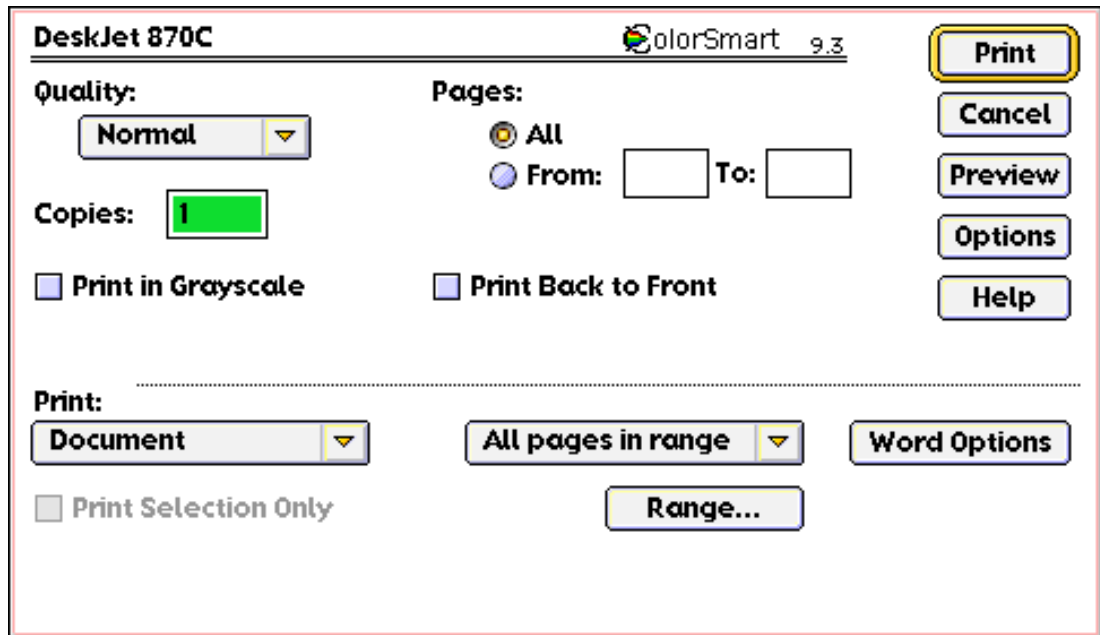 DeskJet 870C ColorSmart 9.3
Print
Quality: Pages:
Cancel
Normal All
From: To:
Preview
Copies: 1
Options
Print in Grayscale Print Back to Front
Help
Print:
Document All pages in range Word Options
Print Selection Only Range...